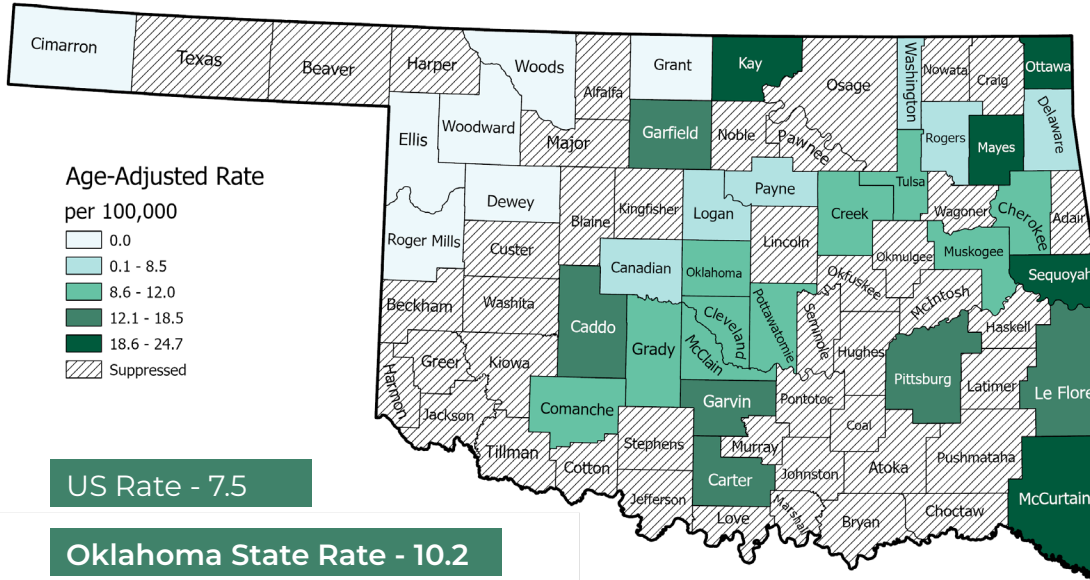 Cimarron
Texas
Beaver
Harper
Woods
Alfalfa
Grant
Kay
Osage
Washington
Nowata
Craig
Ottawa
Ellis
Woodward
Major
Garfield
Noble
Pawnee
Rogers
Mayes
Delaware
Age-Adjusted Rate
per 100,000
0.0
0.1 - 8.5
8.6 - 12.0
12.1 - 18.5
18.6 - 24.7
Suppressed
Roger Mills
Dewey
Blaine
Kingfisher
Logan
Payne
Creek
Tulsa
Wagoner
Cherokee
Adair
Custer
Canadian
Oklahoma
Lincoln
Okmulgee
Muskogee
Sequoyah
Beckham
Washita
Caddo
Grady
Cleveland
McClain
Pottawatomie
Seminole
Okfuskee
McIntosh
Haskell
Harmon
Greer
Kiowa
Hughes
Pittsburg
Latimer
Le Flore
Jackson
Comanche
Garvin
Pontotoc
Coal
Tillman
Cotton
Stephens
Murray
Johnston
Atoka
Pushmataha
McCurtain
Jefferson
Carter
Love
Marshall
Bryan
Choctaw
US Rate - 7.5
Oklahoma State Rate - 10.2